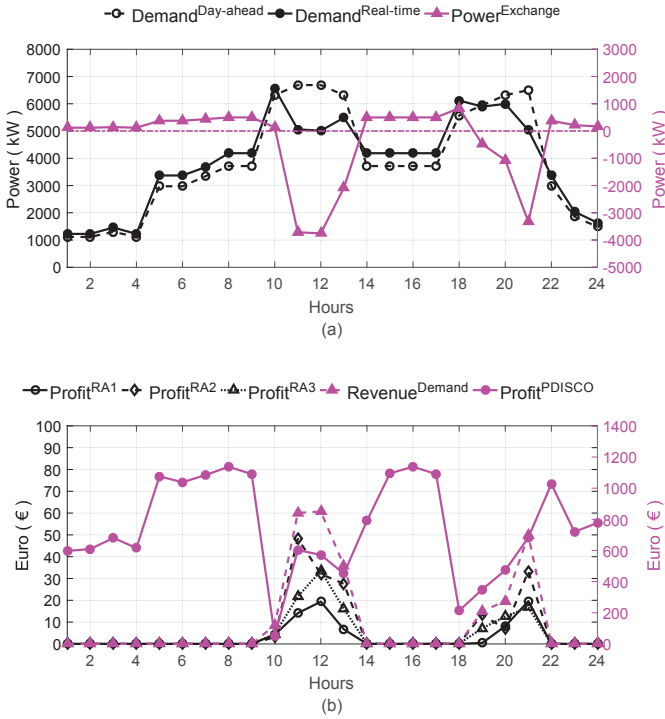 Demand^Day-ahead Demand^Real-time Power^Exchange
8000 3000
7000 2000
6000 1000
5000 0
4000 -1000
3000 -2000
2000 -3000
1000 -4000
0 -5000
Power ( kW )
Power ( kW )
2 4 6 8 10 12 14 16 18 20 22 24
Hours
(a)
Profit^RA1 Profit^RA2 Profit^RA3 Revenue^Demand Profit^PDISCO
100 1400
90
80 1200
70 1000
60 800
50
40 600
30 400
20
10 200
0 0
Euro ( € )
Euro ( € )
2 4 6 8 10 12 14 16 18 20 22 24
Hours
(b)